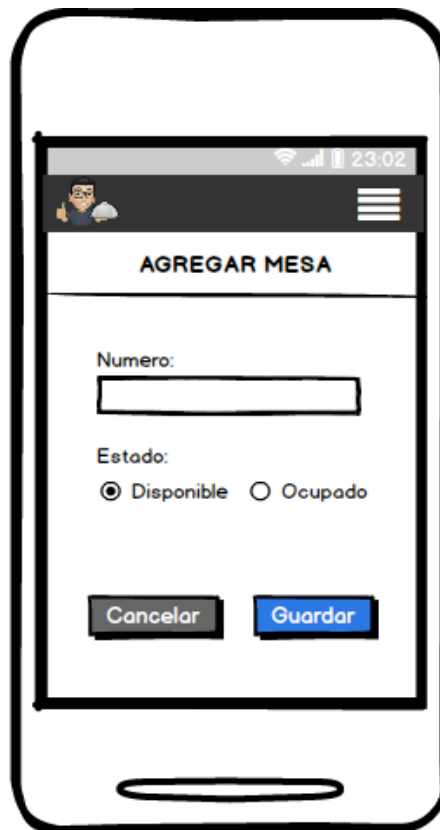 23:02
AGREGAR MESA
Numero:
Estado:
Disponible Ocupado
Cancelar Guardar